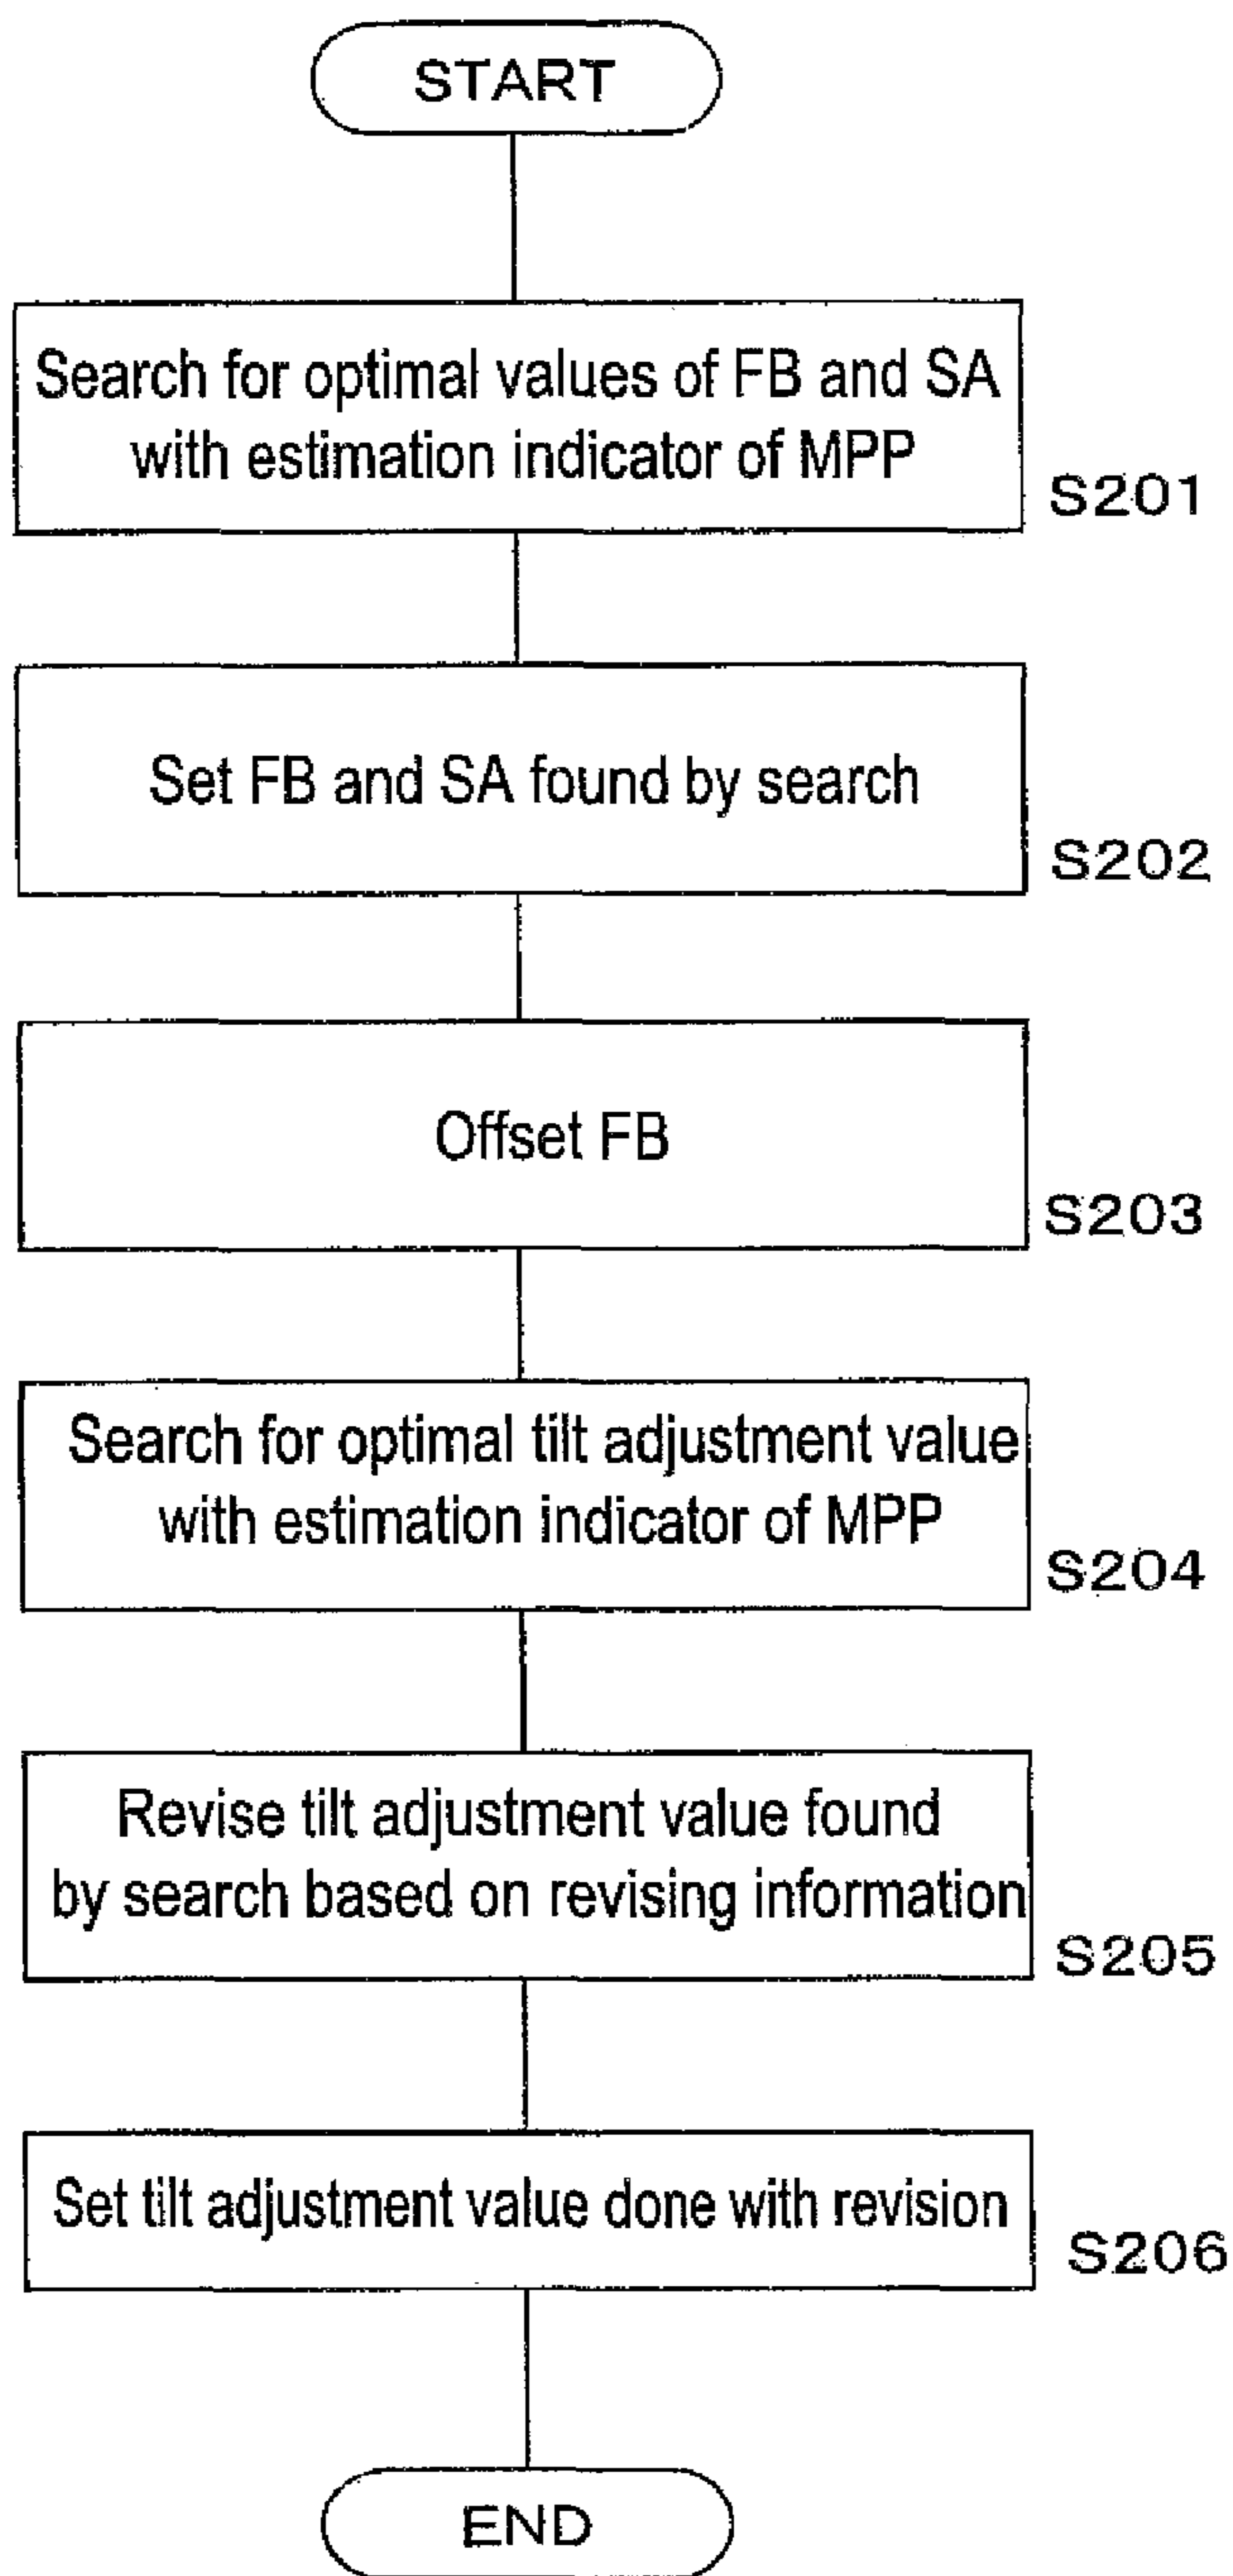 START
Search for optimal values of FB and SA
with estimation indicator of MPP
S201
Set FB and SA found by search
S202
Offset FB
S203
Search for optimal tilt adjustment value
with estimation indicator of MPP
S204
Revise tilt adjustment value found
by search based on revising information
S205
Set tilt adjustment value done with revision
S206
END